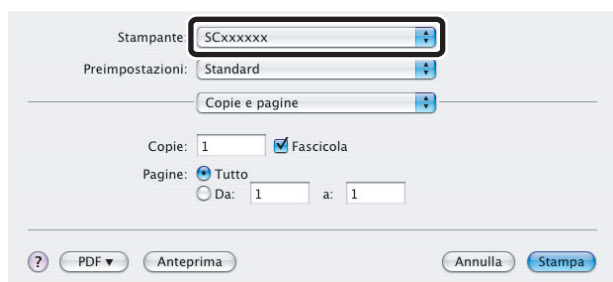 Stampante: SCxxxxxx
Preimpostazioni: Standard
Copie e pagine
Copie: 1 Fascicola
Pagine: Tutto
Da: 1 a: 1
? PDF ▼ Anteprima Annulla Stampa